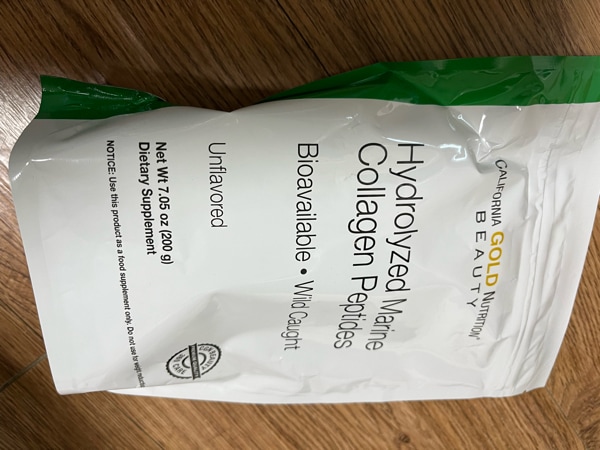 CALIFORNIA GOLD NUTRITION®
BEAUTY
Hydrolyzed Marine
Collagen Peptides
Bioavailable • Wild Caught
Unflavored
Net Wt 7.05 oz (200 g)
Dietary Supplement
NOTICE: Use this product as a food supplement only. Do not use for weight reduction